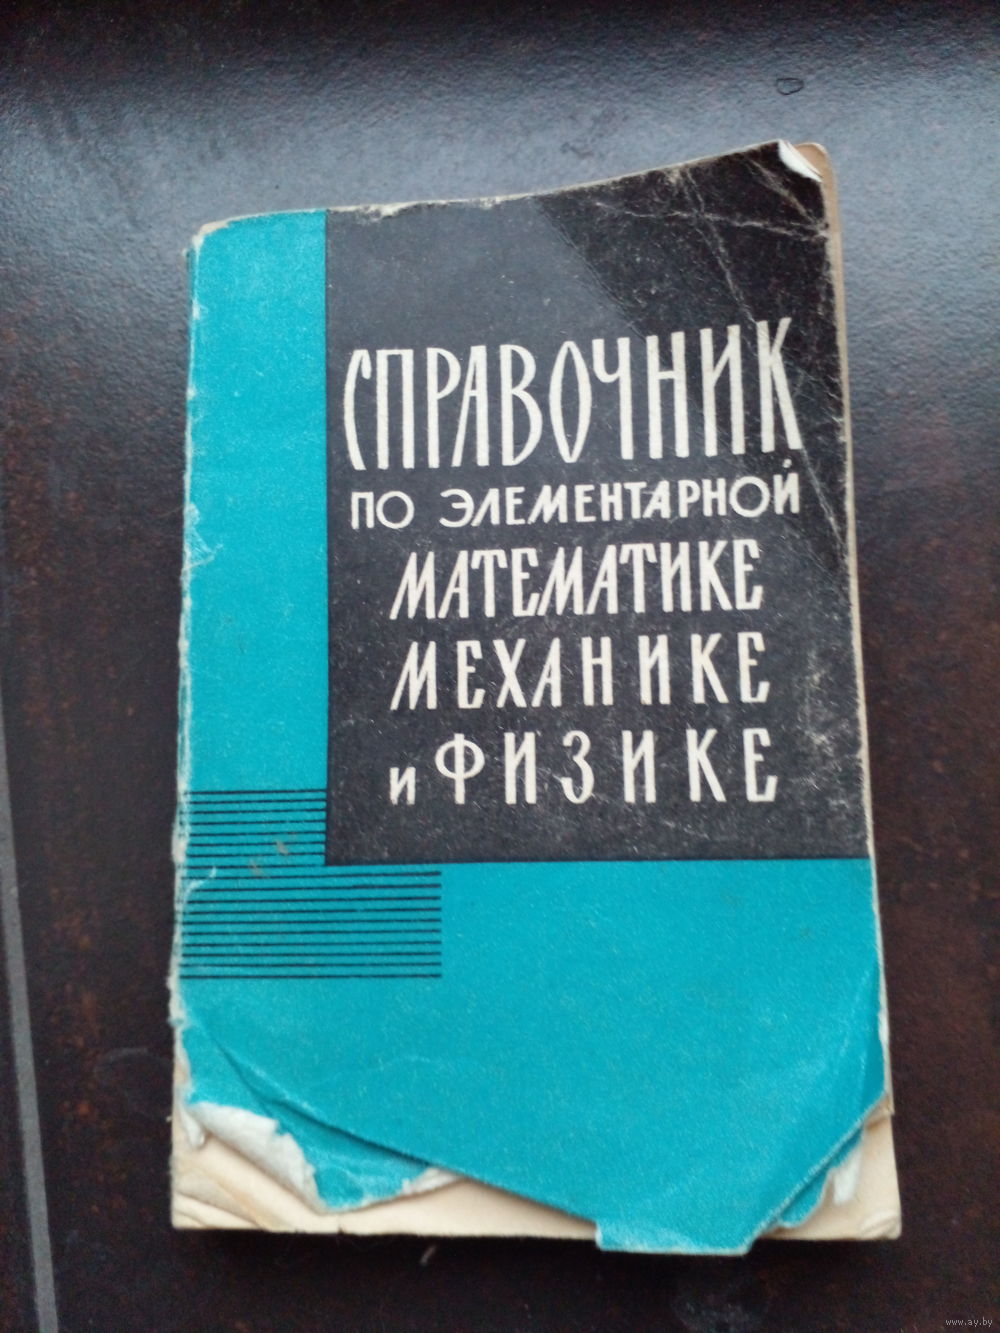 СПРАВОЧНИК
ПО ЭЛЕМЕНТАРНОЙ
МАТЕМАТИКЕ
МЕХАНИКЕ
и ФИЗИКЕ
www.ay.by